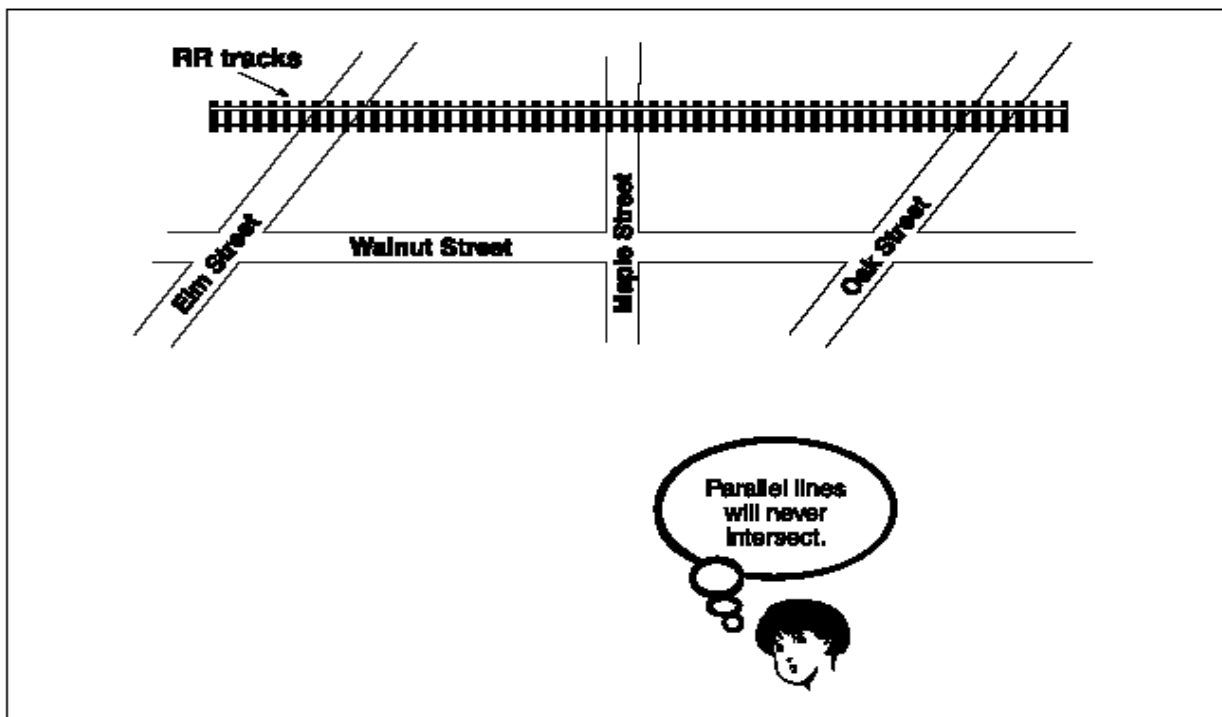 RR tracks
Elm Street
Walnut Street
Maple Street
Oak Street
Parallel lines
will never
intersect.